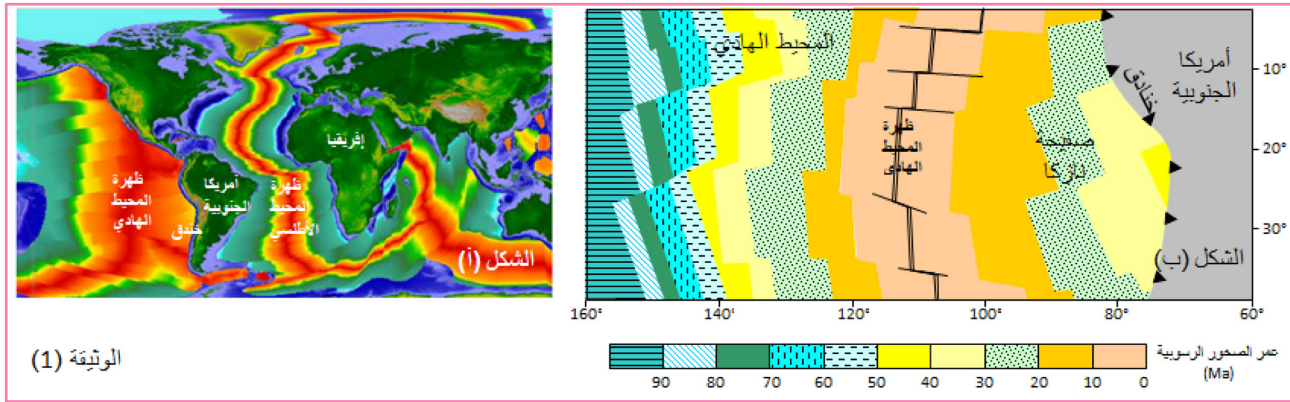 إفريقيا
ظهرة
المحيط
الهادي
أمريكا
الجنوبية
خندق
ظهرة
المحيط
الأطلسي
الشكل (أ)
الوثيقة (1)
المحيط الهادي
أمريكا
الجنوبية
خنادق
ظهرة
المحيط
الهادي
صفيحة
نازكا
الشكل (ب)
10°
20°
30°
160° 140° 120° 100° 80° 60°
عمر الصخور الرسوبية
(Ma)
90 80 70 60 50 40 30 20 10 0